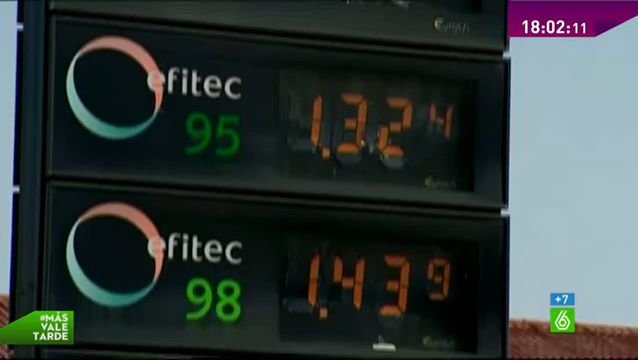 18:02:11
efitec
95
1,324
efitec
98
1,439
+7
6
#MÁS
VALE
TARDE